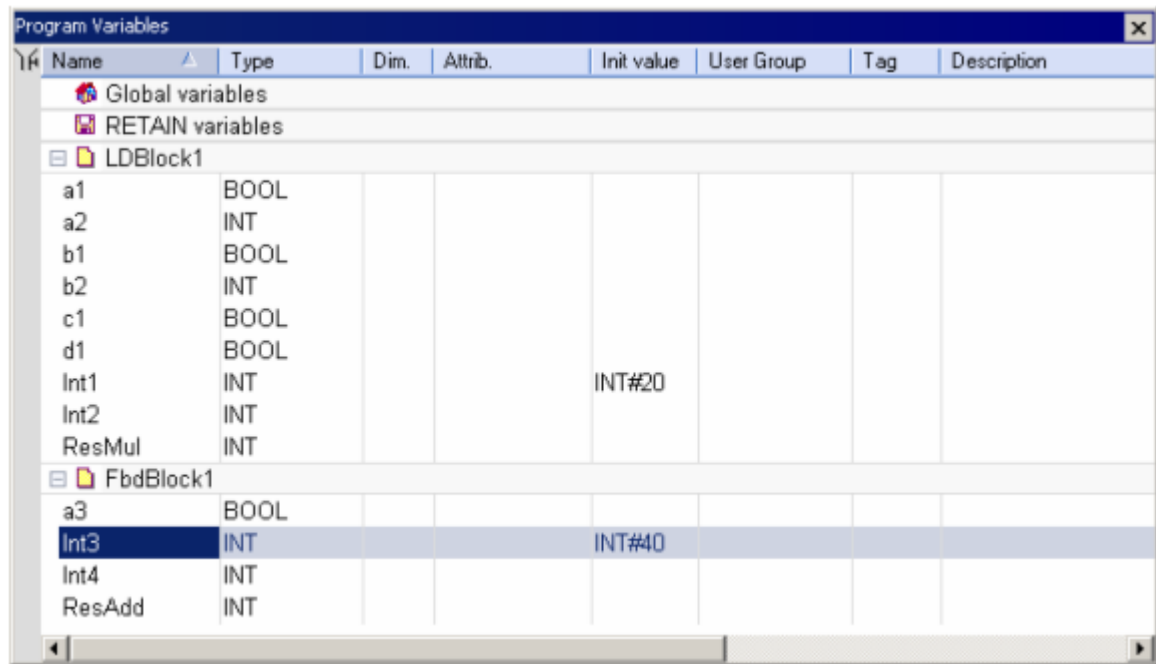 Program Variables
Name Type Dim. Attrib. Init value User Group Tag Description
Global variables
RETAIN variables
LDBlock1
a1 BOOL
a2 INT
b1 BOOL
b2 INT
c1 BOOL
d1 BOOL
Int1 INT INT#20
Int2 INT
ResMul INT
FbdBlock1
a3 BOOL
Int3 INT INT#40
Int4 INT
ResAdd INT